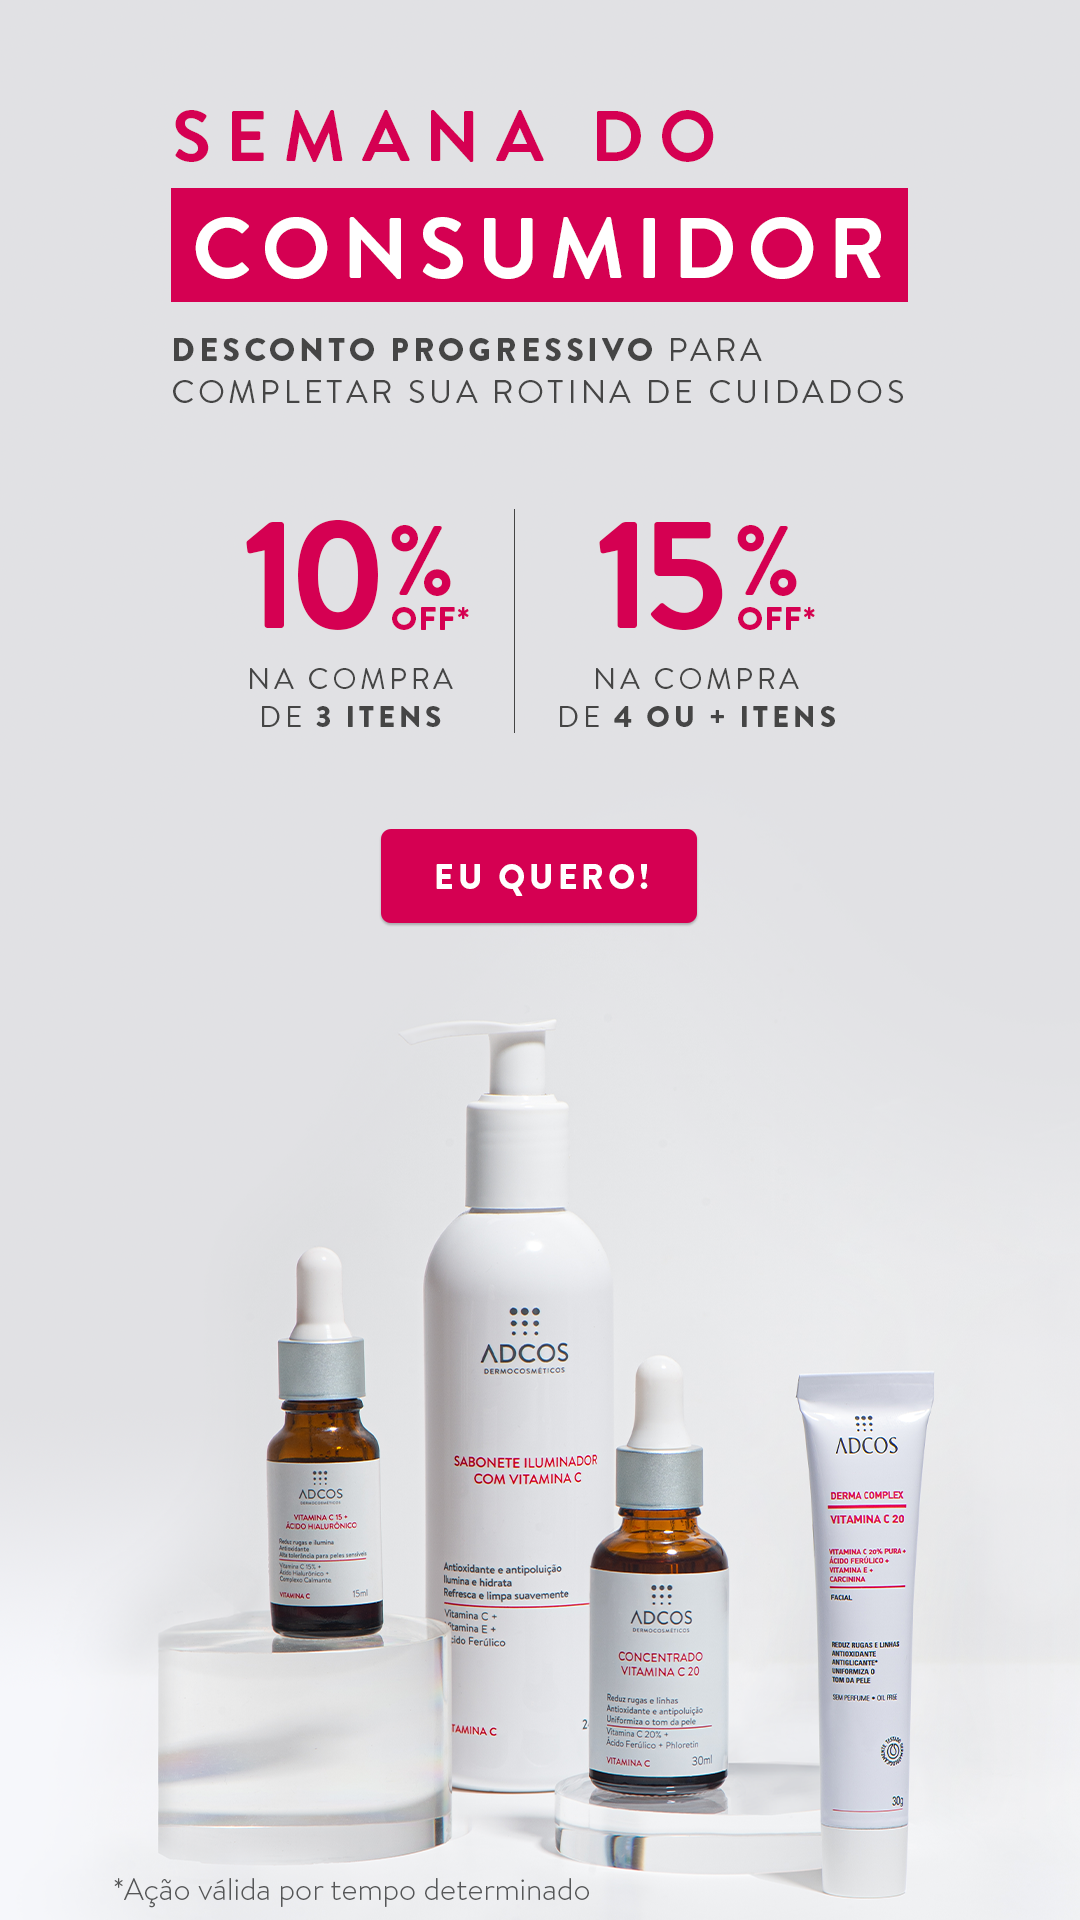 SEMANA DO
CONSUMIDOR
DESCONTO PROGRESSIVO PARA
COMPLETAR SUA ROTINA DE CUIDADOS
10% OFF*
NA COMPRA
DE 3 ITENS
15% OFF*
NA COMPRA
DE 4 OU + ITENS
EU QUERO!
ADCOS
DERMOCOSMÉTICOS
SABONETE ILUMINADOR
COM VITAMINA C
Antioxidante e antipoluição
Ilumina e hidrata
Refresca e limpa suavemente
Vitamina C +
Vitamina E +
Ácido Ferúlico
TAMINA C
2
ADCOS
DERMOCOSMÉTICOS
VITAMINA C 15 +
ÁCIDO HIALURÔNICO
Reduz rugas e ilumina
Antioxidante
Alta tolerância para peles sensíveis
Vitamina C 15% +
Ácido Hialurônico +
Complexo Calmante
VITAMINA C
15ml
ADCOS
DERMOCOSMÉTICOS
CONCENTRADO
VITAMINA C 20
Reduz rugas e linhas
Antioxidante e antipoluição
Uniformiza o tom da pele
Vitamina C 20% +
Ácido Ferúlico + Phloretin
VITAMINA C
30ml
ADCOS
DERMA COMPLEX
VITAMINA C 20
VITAMINA C 20% PURA +
ÁCIDO FERÚLICO +
VITAMINA E +
CARCININA
FACIAL
REDUZ RUGAS E LINHAS
ANTIOXIDANTE
ANTIGLICANTE*
UNIFORMIZA O
TOM DA PELE
SEM PERFUME • OIL FREE
30g
*Ação válida por tempo determinado